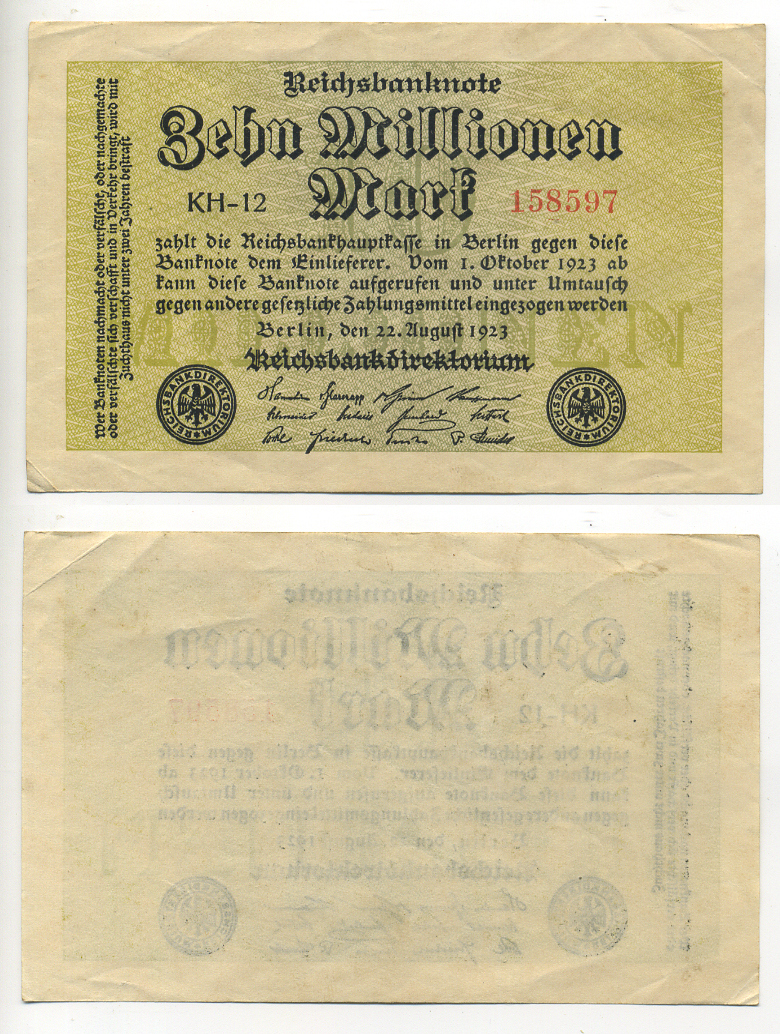 Reichsbanknote
Zehn Millionen
Mark
KH-12
158597
zahlt die Reichsbankhauptkasse in Berlin gegen diese
Banknote dem Einlieferer. Vom 1. Oktober 1923 ab
kann diese Banknote aufgerufen und unter Umtausch
gegen andere gesetzliche Zahlungsmittel eingezogen werden
Berlin, den 22. August 1923
Reichsbankdirektorium
REICHSBANKDIREKTORIUM
REICHSBANKDIREKTORIUM
Wer Banknoten nachmacht oder verfälscht, oder nachgemachte
oder verfälschte sich verschafft und in Verkehr bringt, wird mit
Zuchthaus nicht unter zwei Jahren bestraft